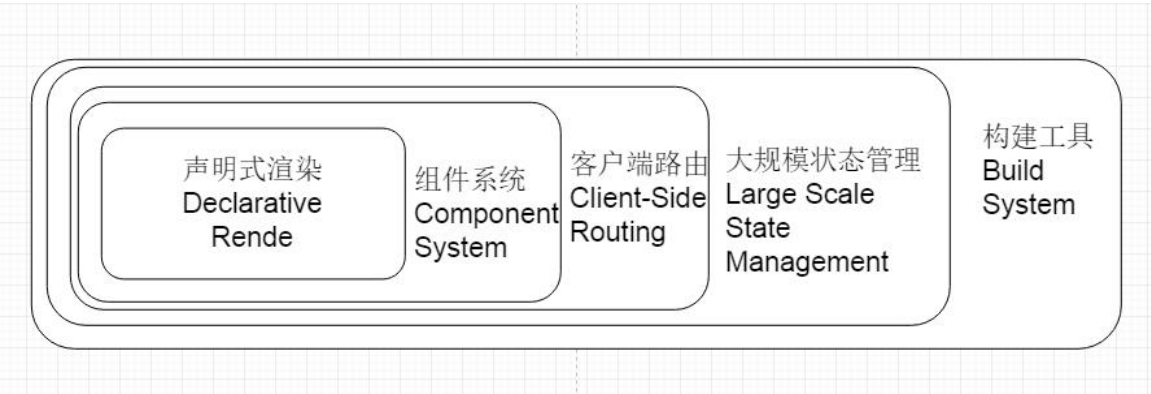 声明式渲染
Declarative
Rende
组件系统
Component
System
客户端路由
Client-Side
Routing
大规模状态管理
Large Scale
State
Management
构建工具
Build
System